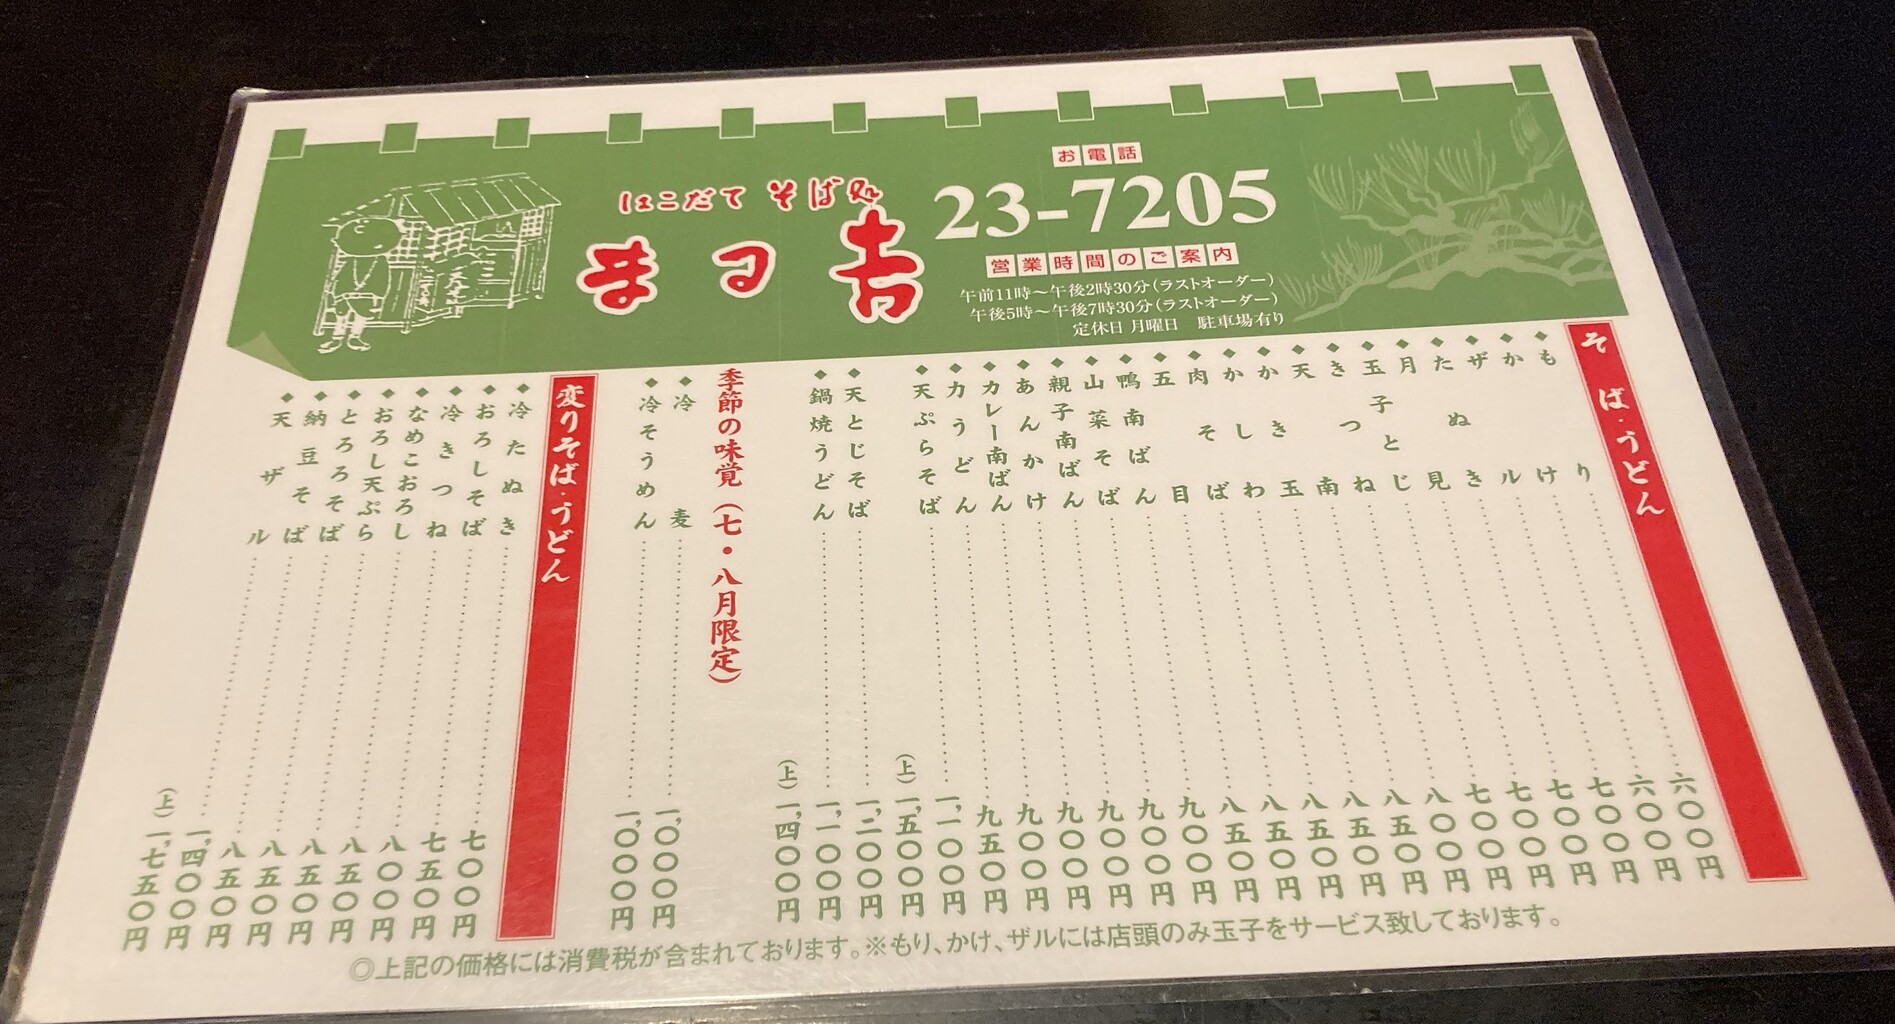 はこだて そば処
まる吉
お電話
23-7205
営業時間のご案内
午前11時～午後2時30分(ラストオーダー)
午後5時～午後7時30分(ラストオーダー)
定休日 月曜日 駐車場有り
そば・うどん
◆もり……六〇〇円
◆かけ……六〇〇円
◆ザル……七〇〇円
◆たぬき……七〇〇円
◆月見……七〇〇円
◆玉子とじ……七〇〇円
◆きつね……八〇〇円
◆天南……八五〇円
◆かき玉……八五〇円
◆かしわ……八五〇円
◆肉そば……八五〇円
◆五目……八五〇円
◆鴨南ばん……九〇〇円
◆山菜そば……九〇〇円
◆親子南ばん……九〇〇円
◆あんかけ……九〇〇円
◆カレー南ばん……九〇〇円
◆力うどん……九五〇円
◆天ぷらそば……一,一〇〇円
(上)一,五〇〇円
◆天とじそば……一,二〇〇円
◆鍋焼うどん……一,一〇〇円
(上)一,四〇〇円
季節の味覚(七・八月限定)
◆冷麦……一,〇〇〇円
◆冷そうめん……一,〇〇〇円
変りそば・うどん
◆冷たぬき……七〇〇円
◆おろしそば……七五〇円
◆冷きつね……八〇〇円
◆なめこおろし……八五〇円
◆おろし天ぷら……八五〇円
◆とろろそば……八五〇円
◆納豆そば……八五〇円
◆天ザル……一,四〇〇円
(上)一,七五〇円
◎上記の価格には消費税が含まれております。※もり、かけ、ザルには店頭のみ玉子をサービス致しております。